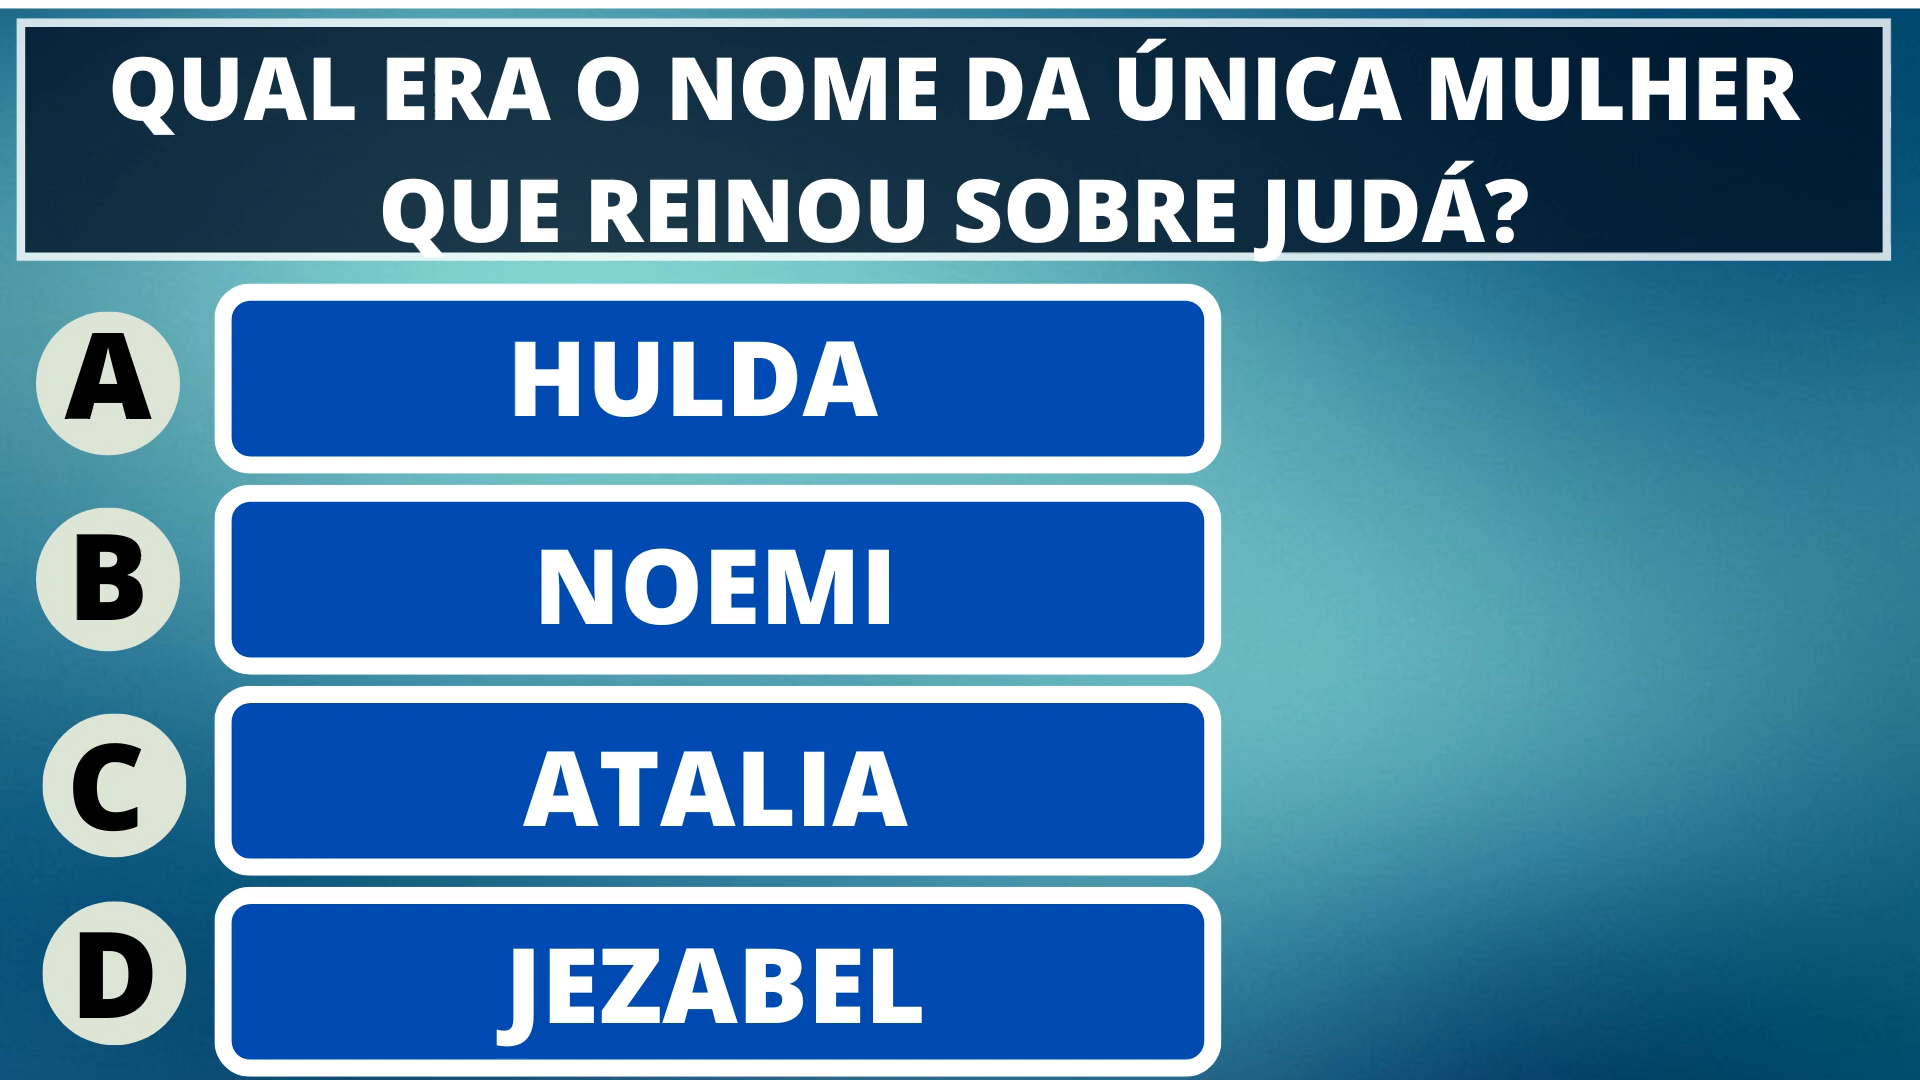 QUAL ERA O NOME DA ÚNICA MULHER
QUE REINOU SOBRE JUDÁ?
A
HULDA
B
NOEMI
C
ATALIA
D
JEZABEL